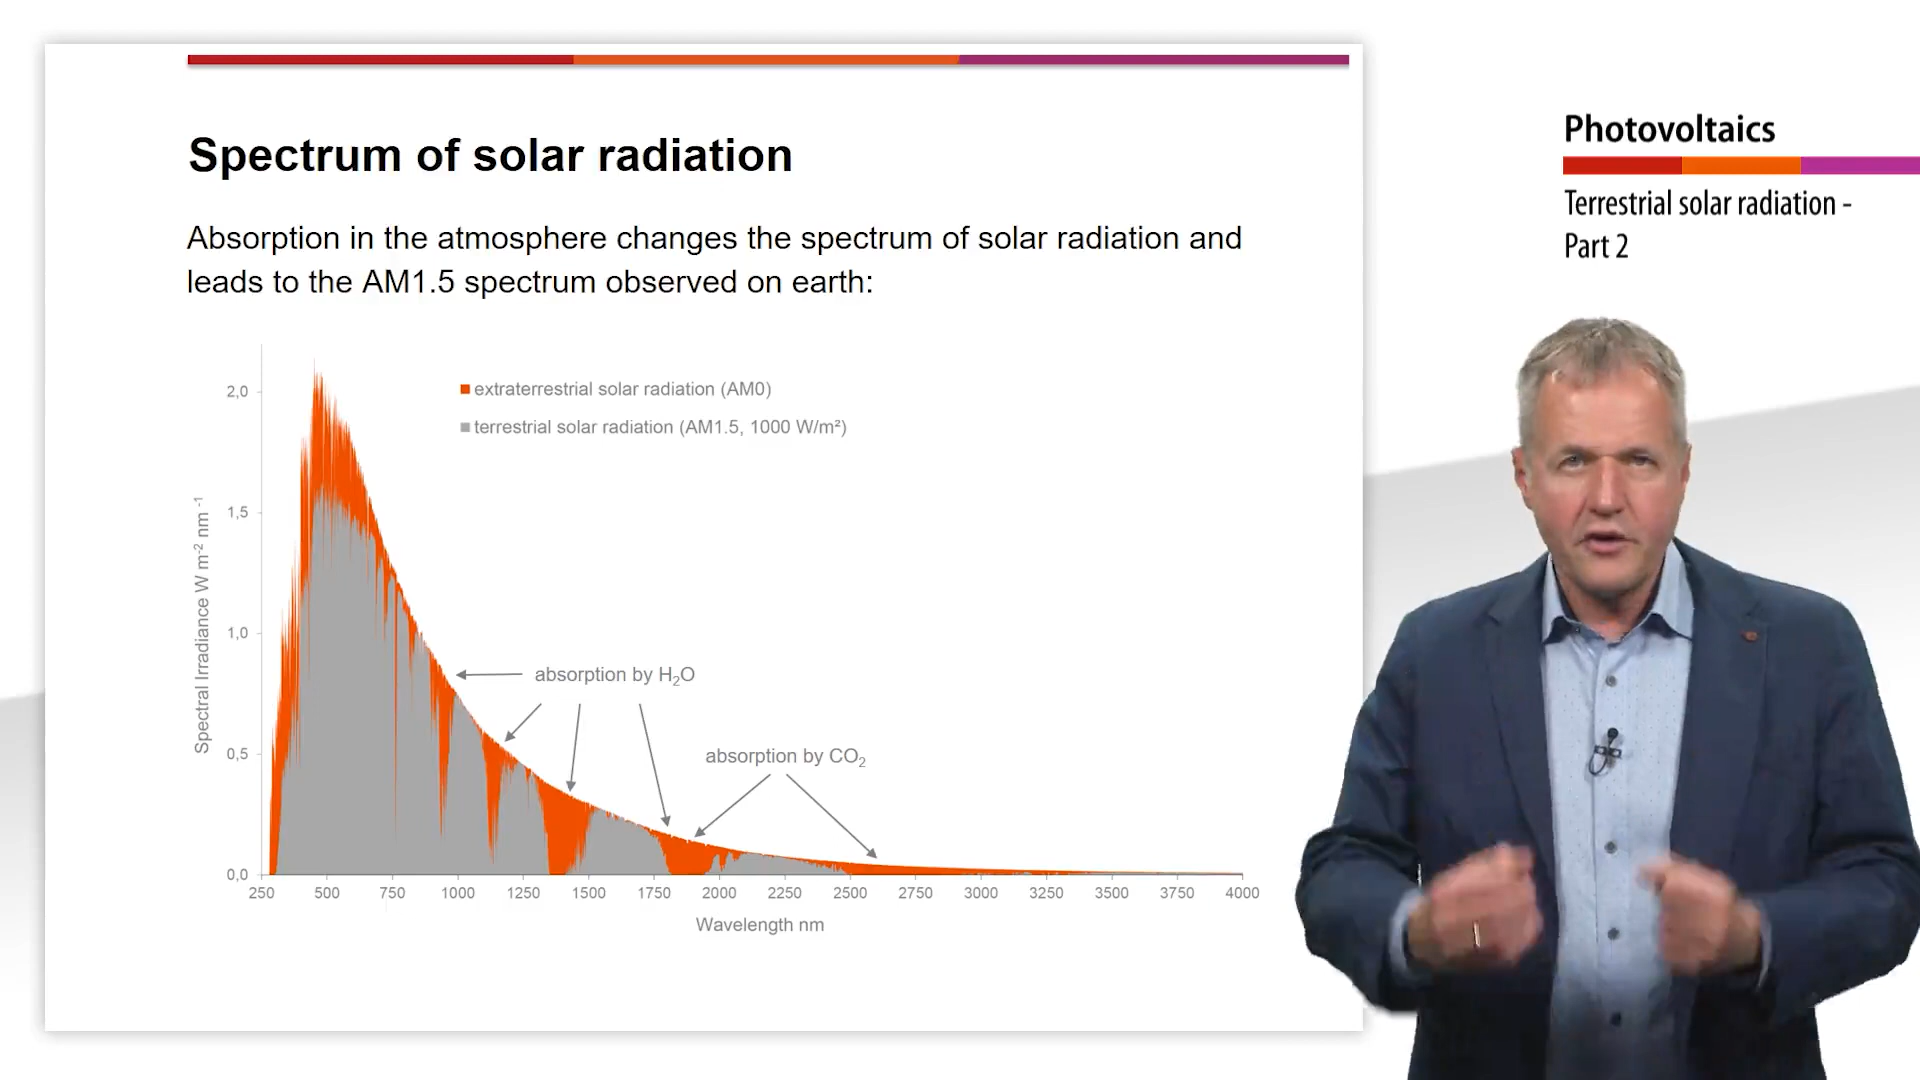 Spectrum of solar radiation
Absorption in the atmosphere changes the spectrum of solar radiation and
leads to the AM1.5 spectrum observed on earth:
extraterrestrial solar radiation (AM0)
terrestrial solar radiation (AM1.5, 1000 W/m²)
2,0
1,5
1,0
0,5
0,0
Spectral Irradiance W m⁻² nm⁻¹
absorption by H₂O
absorption by CO₂
250 500 750 1000 1250 1500 1750 2000 2250 2500 2750 3000 3250 3500 3750 4000
Wavelength nm
Photovoltaics
Terrestrial solar radiation -
Part 2